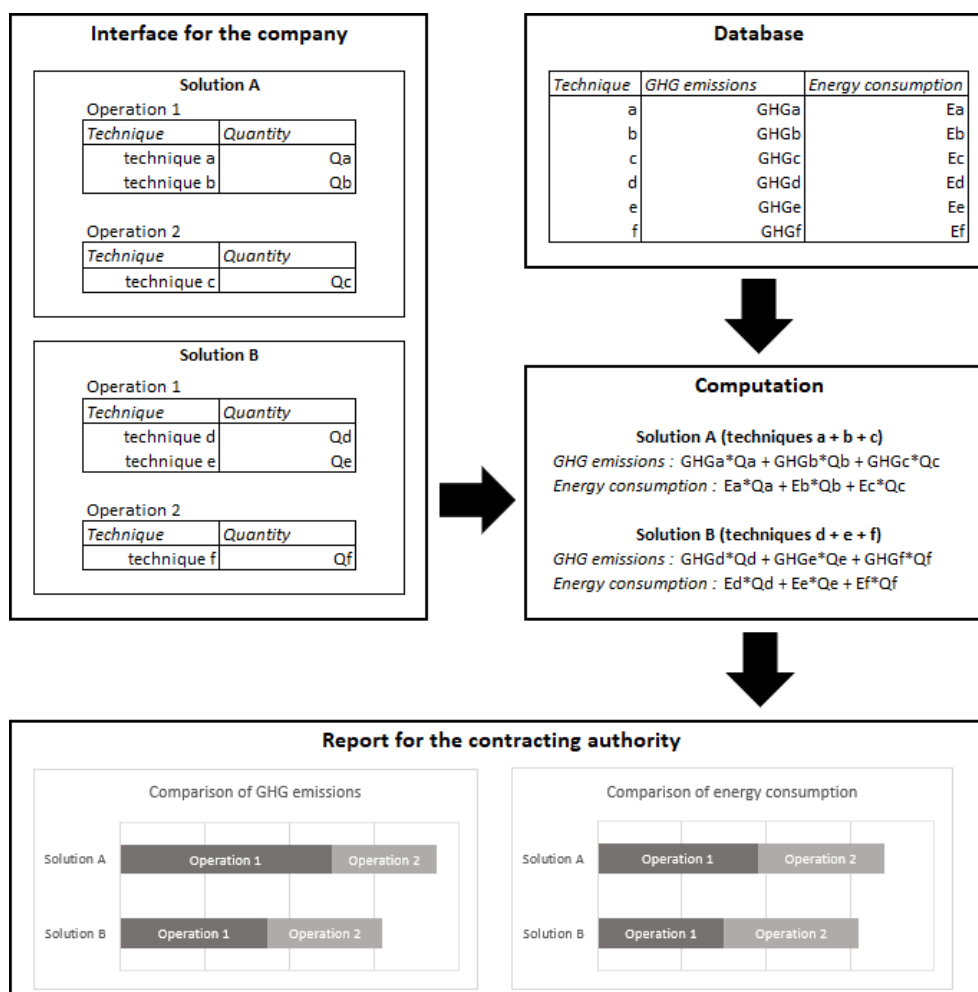 Interface for the company
Solution A
Operation 1
Technique Quantity
technique a Qa
technique b Qb
Operation 2
Technique Quantity
technique c Qc
Solution B
Operation 1
Technique Quantity
technique d Qd
technique e Qe
Operation 2
Technique Quantity
technique f Qf
Database
Technique GHG emissions Energy consumption
a GHGa Ea
b GHGb Eb
c GHGc Ec
d GHGd Ed
e GHGe Ee
f GHGf Ef
Computation
Solution A (techniques a + b + c)
GHG emissions : GHGa*Qa + GHGb*Qb + GHGc*Qc
Energy consumption : Ea*Qa + Eb*Qb + Ec*Qc
Solution B (techniques d + e + f)
GHG emissions : GHGd*Qd + GHGe*Qe + GHGf*Qf
Energy consumption : Ed*Qd + Ee*Qe + Ef*Qf
Report for the contracting authority
Comparison of GHG emissions
Solution A Operation 1 Operation 2
Solution B Operation 1 Operation 2
Comparison of energy consumption
Solution A Operation 1 Operation 2
Solution B Operation 1 Operation 2